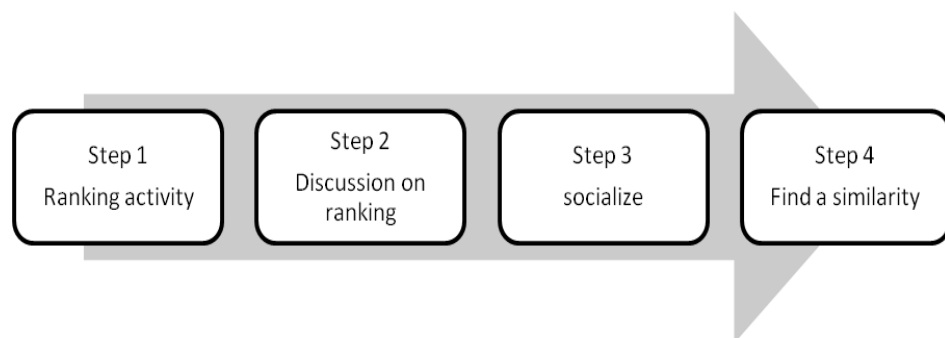 Step 1
Ranking activity
Step 2
Discussion on
ranking
Step 3
socialize
Step 4
Find a similarity